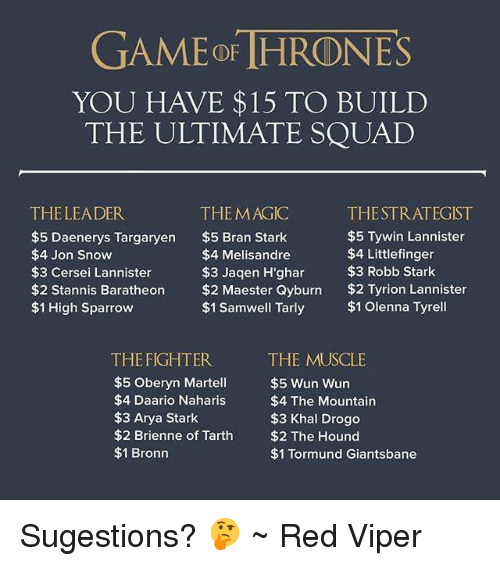 GAME OF THRONES
YOU HAVE $15 TO BUILD
THE ULTIMATE SQUAD
THE LEADER
$5 Daenerys Targaryen
$4 Jon Snow
$3 Cersei Lannister
$2 Stannis Baratheon
$1 High Sparrow
THE MAGIC
$5 Bran Stark
$4 Melisandre
$3 Jaqen H'ghar
$2 Maester Qyburn
$1 Samwell Tarly
THE STRATEGIST
$5 Tywin Lannister
$4 Littlefinger
$3 Robb Stark
$2 Tyrion Lannister
$1 Olenna Tyrell
THE FIGHTER
$5 Oberyn Martell
$4 Daario Naharis
$3 Arya Stark
$2 Brienne of Tarth
$1 Bronn
THE MUSCLE
$5 Wun Wun
$4 The Mountain
$3 Khal Drogo
$2 The Hound
$1 Tormund Giantsbane
Sugestions? 🤔 ~ Red Viper